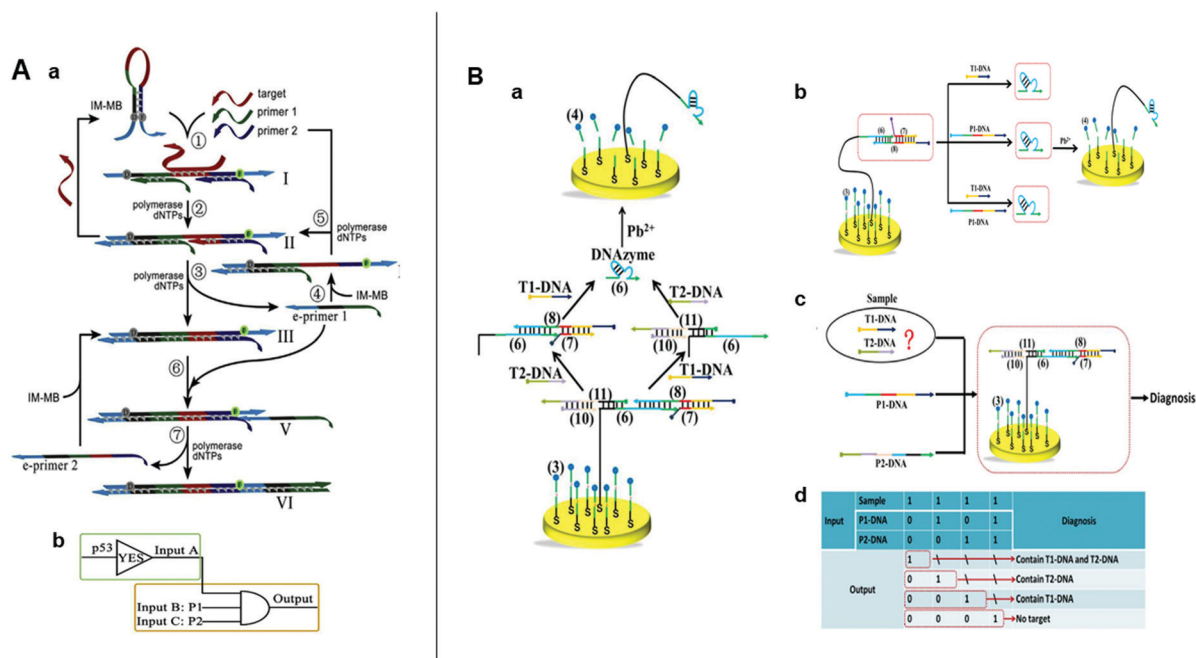 A
a
IM-MB
target
primer 1
primer 2
①
I
polymerase
dNTPs
②
⑤
polymerase
dNTPs
II
polymerase
dNTPs
③
④
IM-MB
e-primer 1
III
⑥
IM-MB
V
⑦
polymerase
dNTPs
e-primer 2
VI
b
p53
YES
Input A
Input B: P1
Input C: P2
Output
B
a
(4)
S S S S S S
Pb2+
DNAzyme
(6)
T1-DNA
T2-DNA
(8)
(6) (7)
(11)
(10) (6)
T2-DNA
T1-DNA
(11) (8)
(10) (6) (7)
(3)
S S S S S S
b
T1-DNA
(6) (7)
(8)
P1-DNA
Pb2+
(4)
(3)
T1-DNA
P1-DNA
c
Sample
T1-DNA
T2-DNA
?
P1-DNA
P2-DNA
(11) (8)
(10) (6) (7)
(3)
Diagnosis
d
Input
Sample 1 1 1 1
P1-DNA 0 1 0 1
P2-DNA 0 0 1 1
Diagnosis
Output
1 \ \ \ Contain T1-DNA and T2-DNA
0 1 \ \ Contain T2-DNA
0 0 1 \ Contain T1-DNA
0 0 0 1 No target